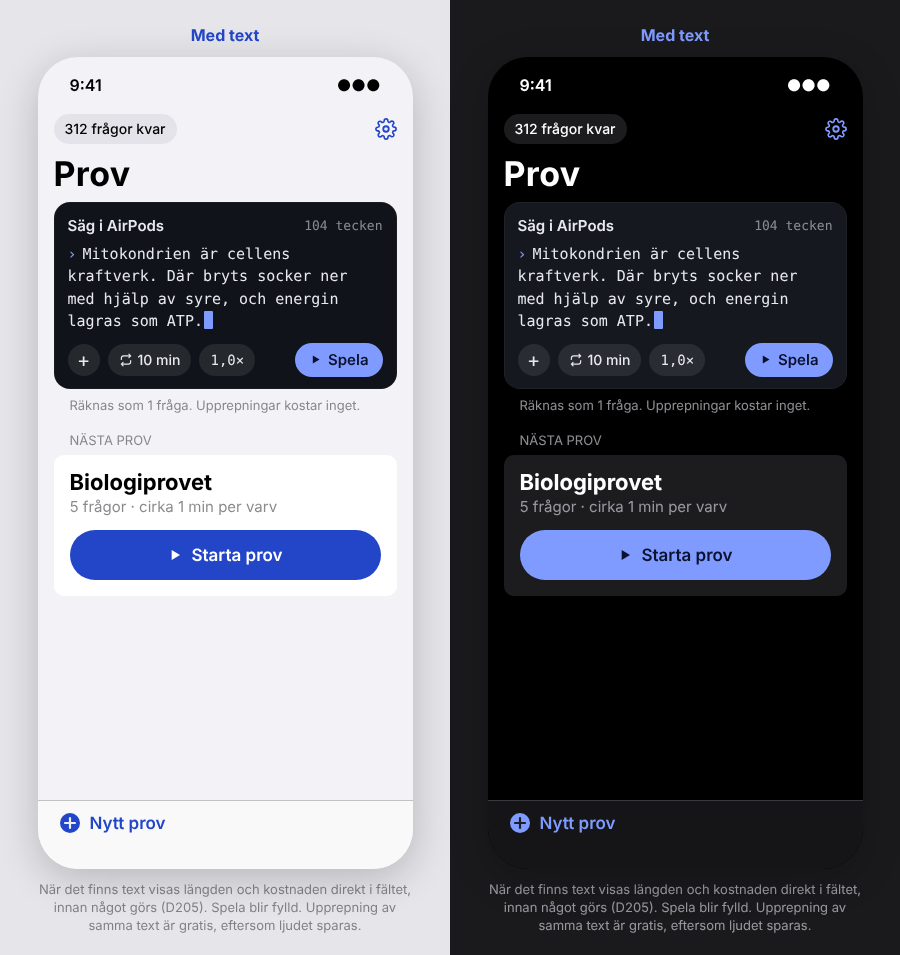 Med text
9:41
312 frågor kvar
Prov
Säg i AirPods
104 tecken
› Mitokondrien är cellens
kraftverk. Där bryts socker ner
med hjälp av syre, och energin
lagras som ATP.
+
10 min
1,0×
Spela
Räknas som 1 fråga. Upprepningar kostar inget.
NÄSTA PROV
Biologiprovet
5 frågor · cirka 1 min per varv
Starta prov
Nytt prov
När det finns text visas längden och kostnaden direkt i fältet,
innan något görs (D205). Spela blir fylld. Upprepning av
samma text är gratis, eftersom ljudet sparas.
Med text
9:41
312 frågor kvar
Prov
Säg i AirPods
104 tecken
› Mitokondrien är cellens
kraftverk. Där bryts socker ner
med hjälp av syre, och energin
lagras som ATP.
+
10 min
1,0×
Spela
Räknas som 1 fråga. Upprepningar kostar inget.
NÄSTA PROV
Biologiprovet
5 frågor · cirka 1 min per varv
Starta prov
Nytt prov
När det finns text visas längden och kostnaden direkt i fältet,
innan något görs (D205). Spela blir fylld. Upprepning av
samma text är gratis, eftersom ljudet sparas.